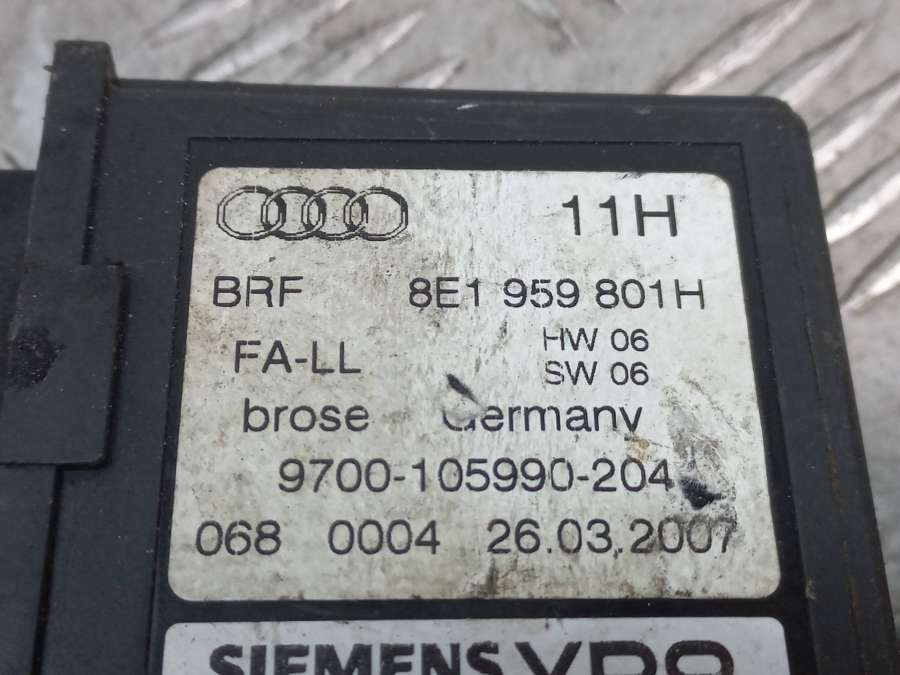 11H
BRF 8E1 959 801H
FA-LL HW 06
SW 06
brose Germany
9700-105990-204
068 0004 26.03.2007
SIEMENS VDO